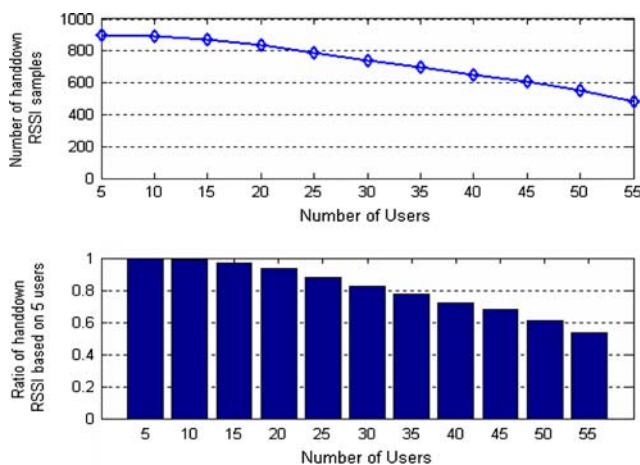 1000
800
600
400
200
0
Number of handdown
RSSI samples
5 10 15 20 25 30 35 40 45 50 55
Number of Users
1
0.8
0.6
0.4
0.2
0
Ratio of handdown
RSSI based on 5 users
5 10 15 20 25 30 35 40 45 50 55
Number of Users